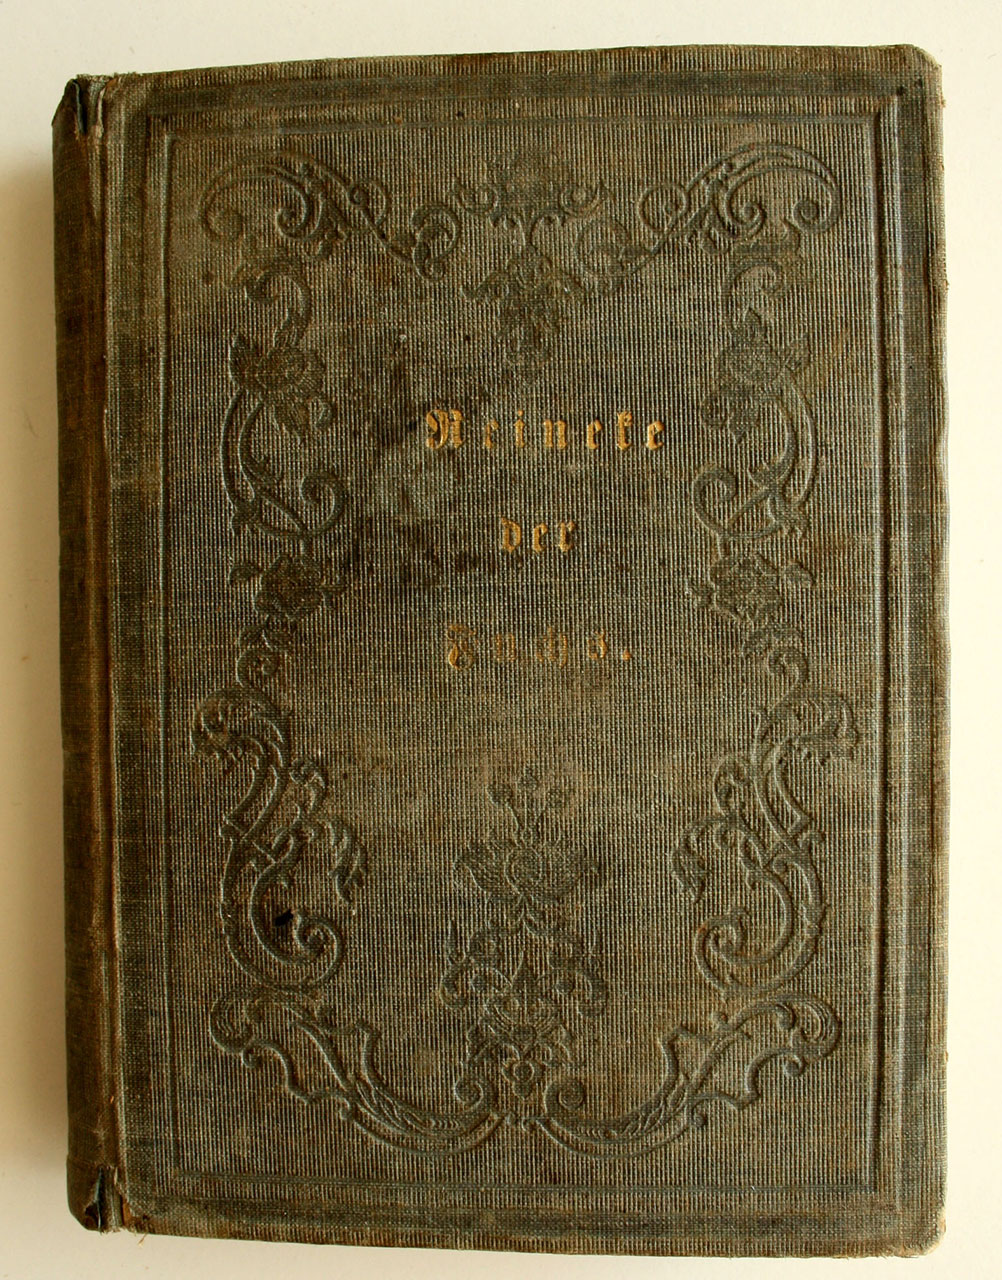 Reineke
der
Fuchs.